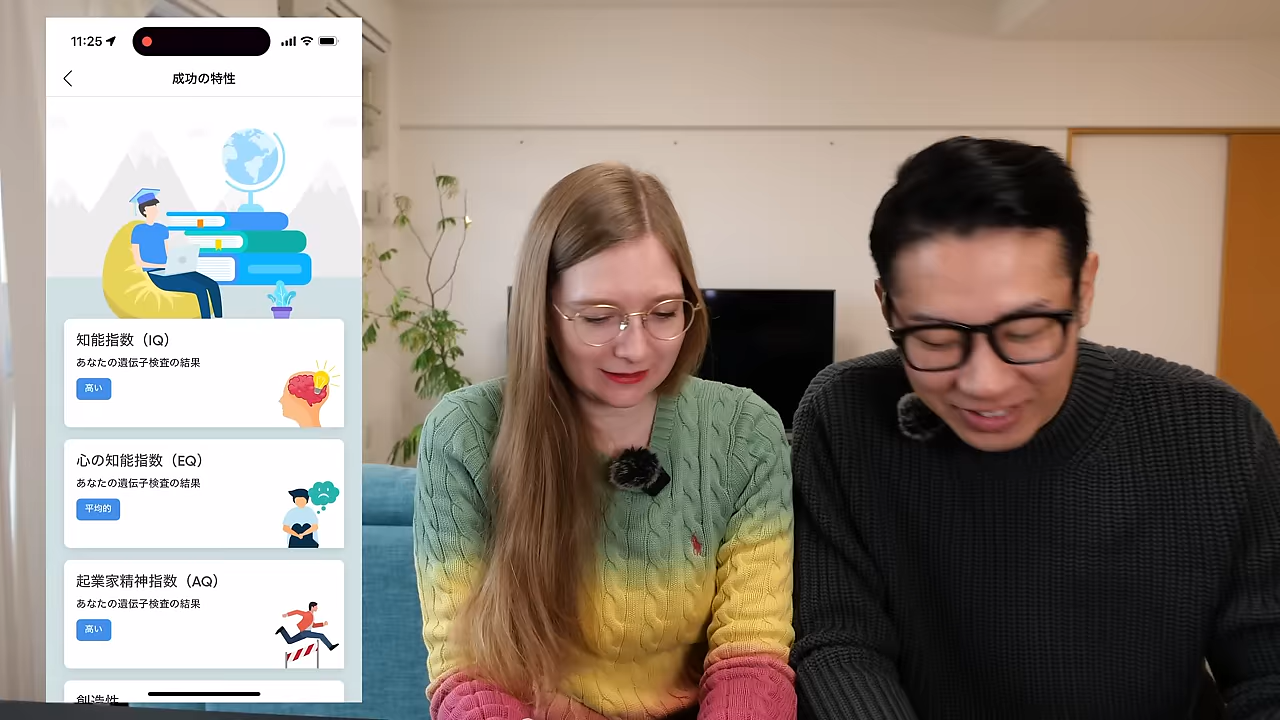 11:25
成功の特性
知能指数（IQ）
あなたの遺伝子検査の結果
高い
心の知能指数（EQ）
あなたの遺伝子検査の結果
平均的
起業家精神指数（AQ）
あなたの遺伝子検査の結果
高い
創造性